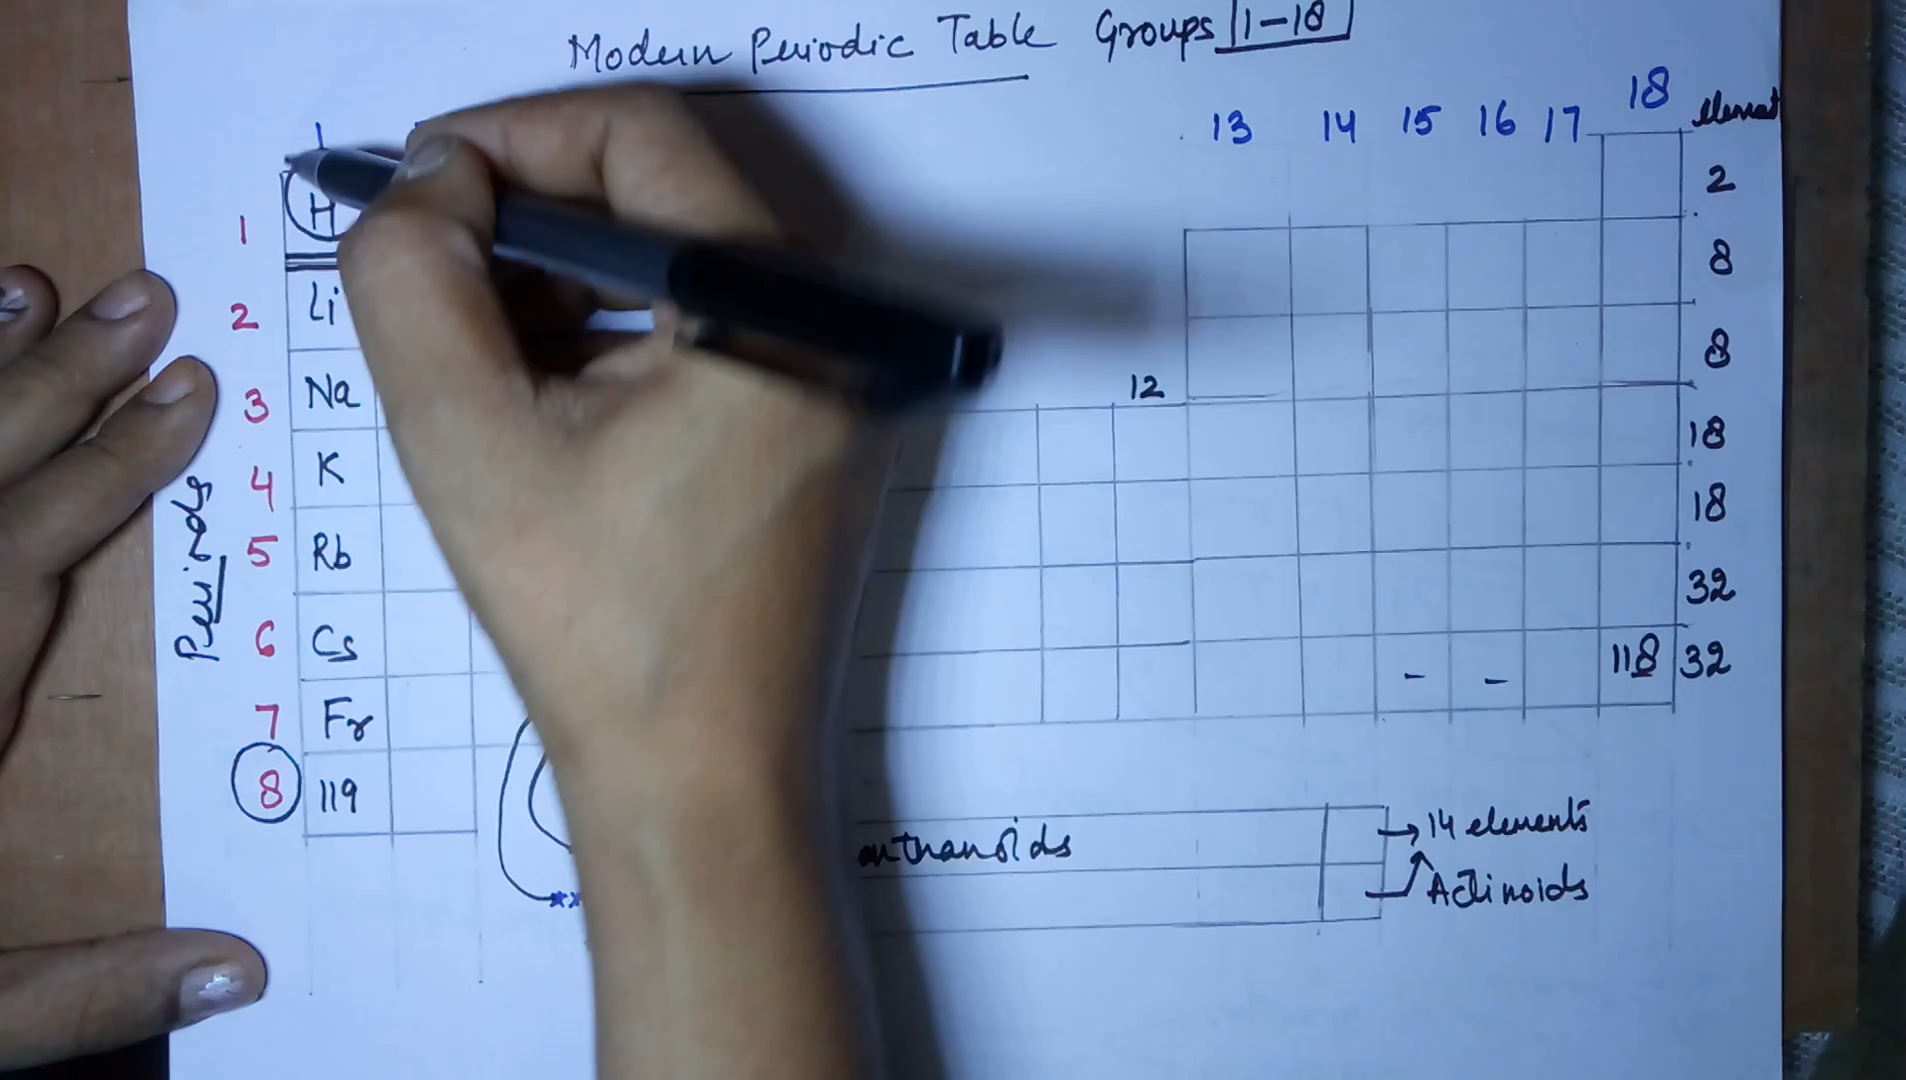 Modern Periodic Table Groups 1-18
1 13 14 15 16 17 18
1 H 2
2 Li 8
3 Na 12 8
4 K 18
5 Rb 18
6 Cs 32
7 Fr - - 118 32
8 119
Periods
anthanoids → 14 elements
** Actinoids